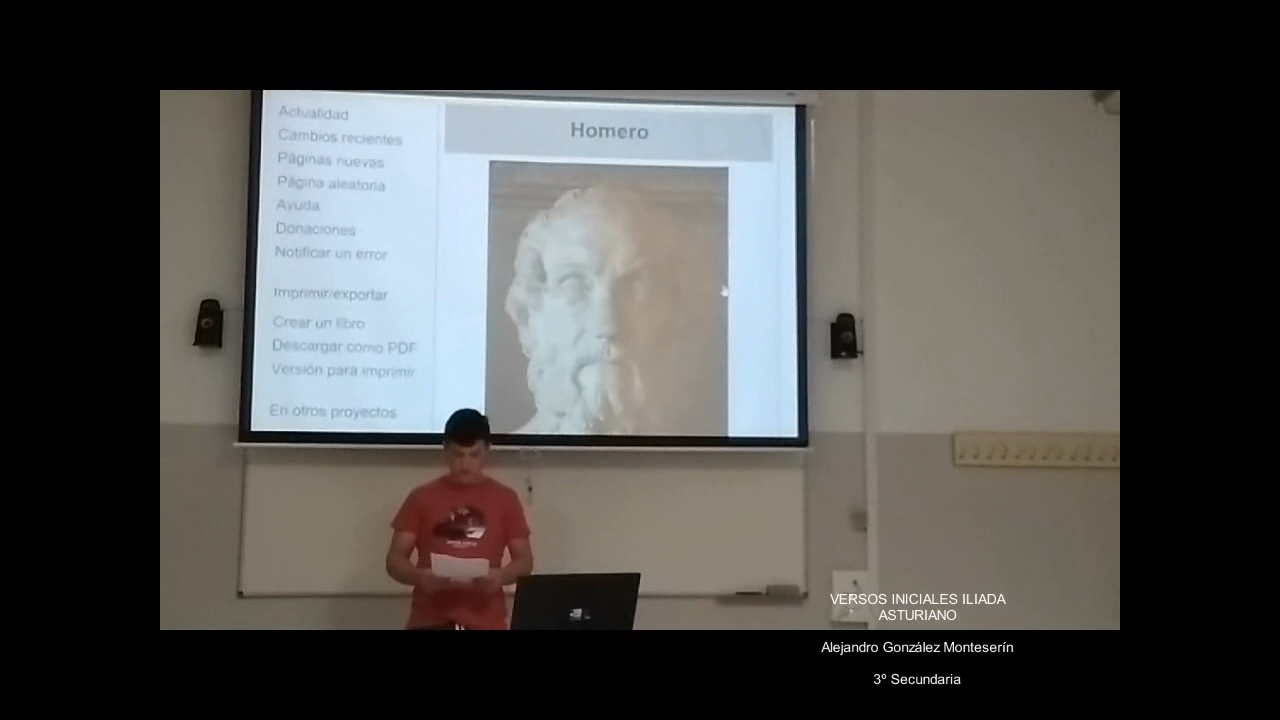 Actualidad
Cambios recientes
Páginas nuevas
Página aleatoria
Ayuda
Donaciones
Notificar un error
Imprimir/exportar
Crear un libro
Descargar como PDF
Versión para imprimir
En otros proyectos
Homero
VERSOS INICIALES ILIADA
ASTURIANO
Alejandro González Monteserín
3º Secundaria